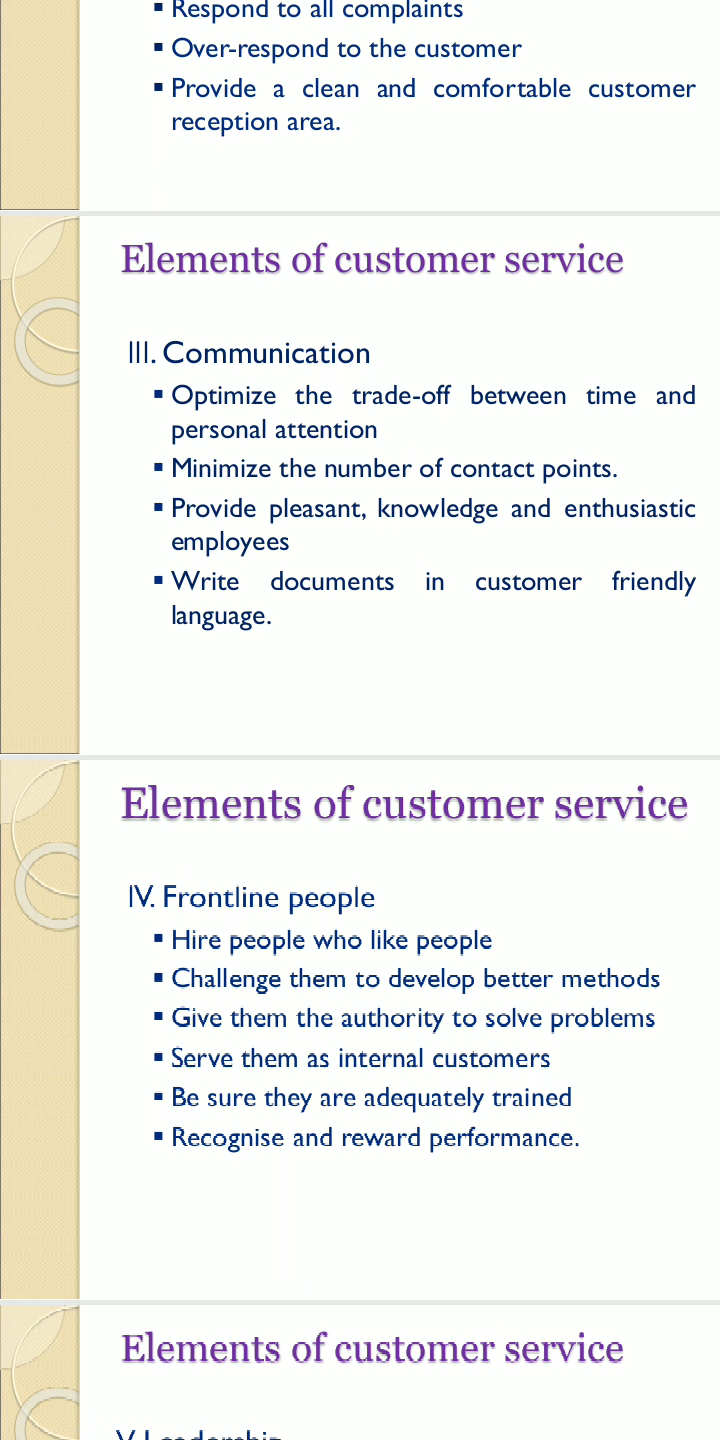 ▪ Respond to all complaints
▪ Over-respond to the customer
▪ Provide a clean and comfortable customer
reception area.
Elements of customer service
III. Communication
▪ Optimize the trade-off between time and
personal attention
▪ Minimize the number of contact points.
▪ Provide pleasant, knowledge and enthusiastic
employees
▪ Write documents in customer friendly
language.
Elements of customer service
IV. Frontline people
▪ Hire people who like people
▪ Challenge them to develop better methods
▪ Give them the authority to solve problems
▪ Serve them as internal customers
▪ Be sure they are adequately trained
▪ Recognise and reward performance.
Elements of customer service
V. Leadership